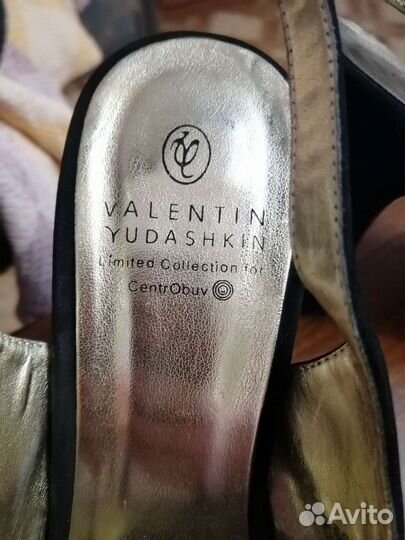 VALENTIN
YUDASHKIN
Limited Collection for
CentrObuv
Avito